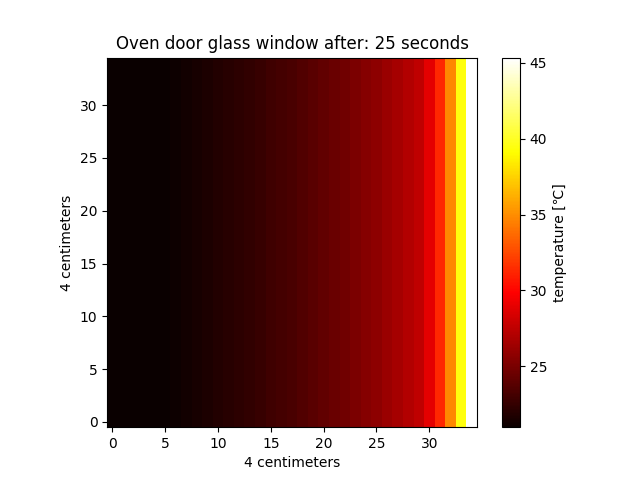 Oven door glass window after: 25 seconds
30
25
20
15
10
5
0
4 centimeters
0 5 10 15 20 25 30
4 centimeters
45
40
35
30
25
temperature [℃]